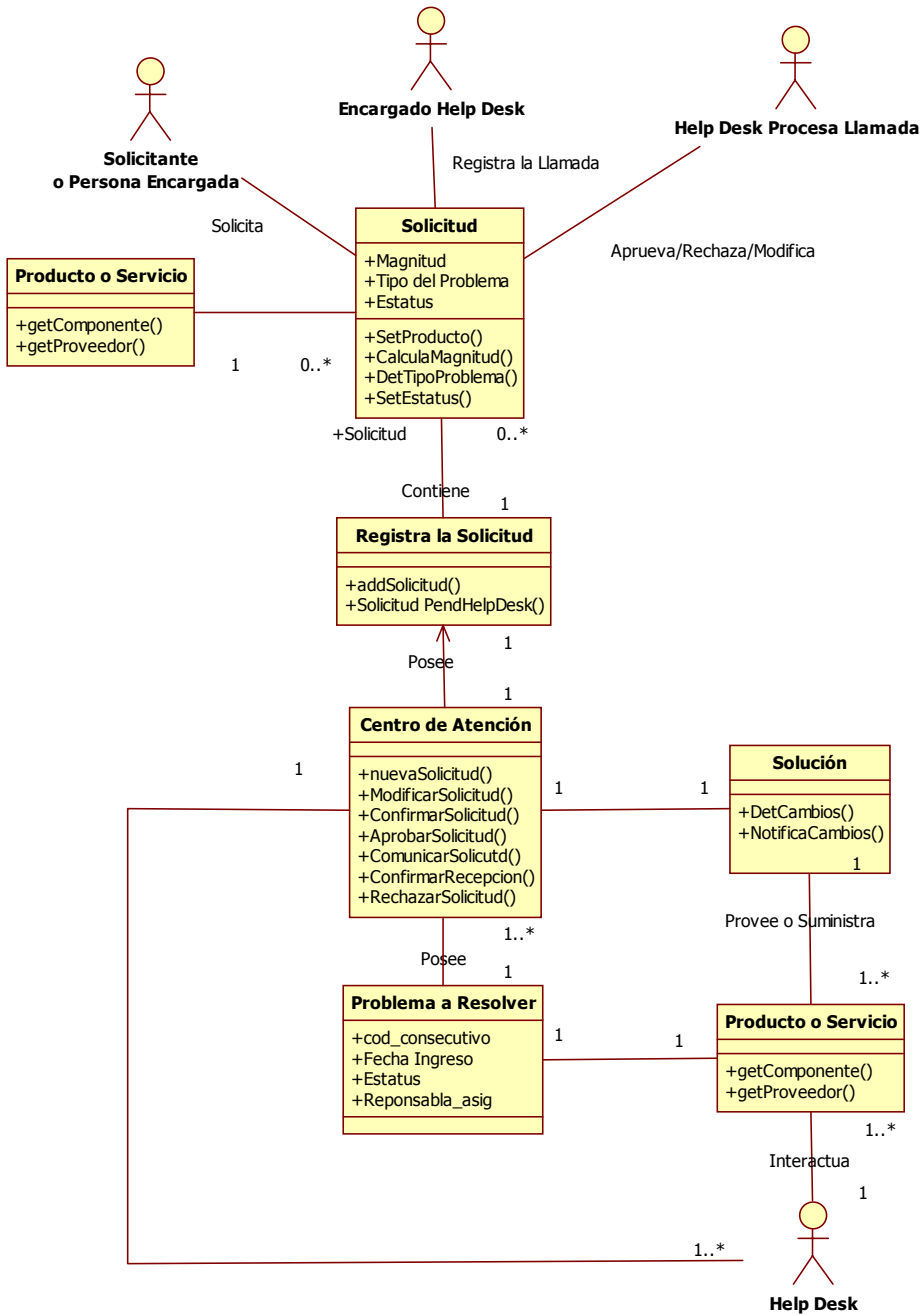 Encargado Help Desk
Help Desk Procesa Llamada
Solicitante
o Persona Encargada
Registra la Llamada
Solicita
Aprueva/Rechaza/Modifica
Solicitud
+Magnitud
+Tipo del Problema
+Estatus
+SetProducto()
+CalculaMagnitud()
+DetTipoProblema()
+SetEstatus()
Producto o Servicio
+getComponente()
+getProveedor()
1
0..*
+Solicitud
0..*
Contiene
1
Registra la Solicitud
+addSolicitud()
+Solicitud PendHelpDesk()
1
Posee
1
Centro de Atención
+nuevaSolicitud()
+ModificarSolicitud()
+ConfirmarSolicitud()
+AprobarSolicitud()
+ComunicarSolicutd()
+ConfirmarRecepcion()
+RechazarSolicitud()
1
1
1
Solución
+DetCambios()
+NotificaCambios()
1
Provee o Suministra
1..*
1..*
Posee
1
Problema a Resolver
+cod_consecutivo
+Fecha Ingreso
+Estatus
+Reponsabla_asig
1
1
Producto o Servicio
+getComponente()
+getProveedor()
1..*
Interactua
1
1..*
Help Desk